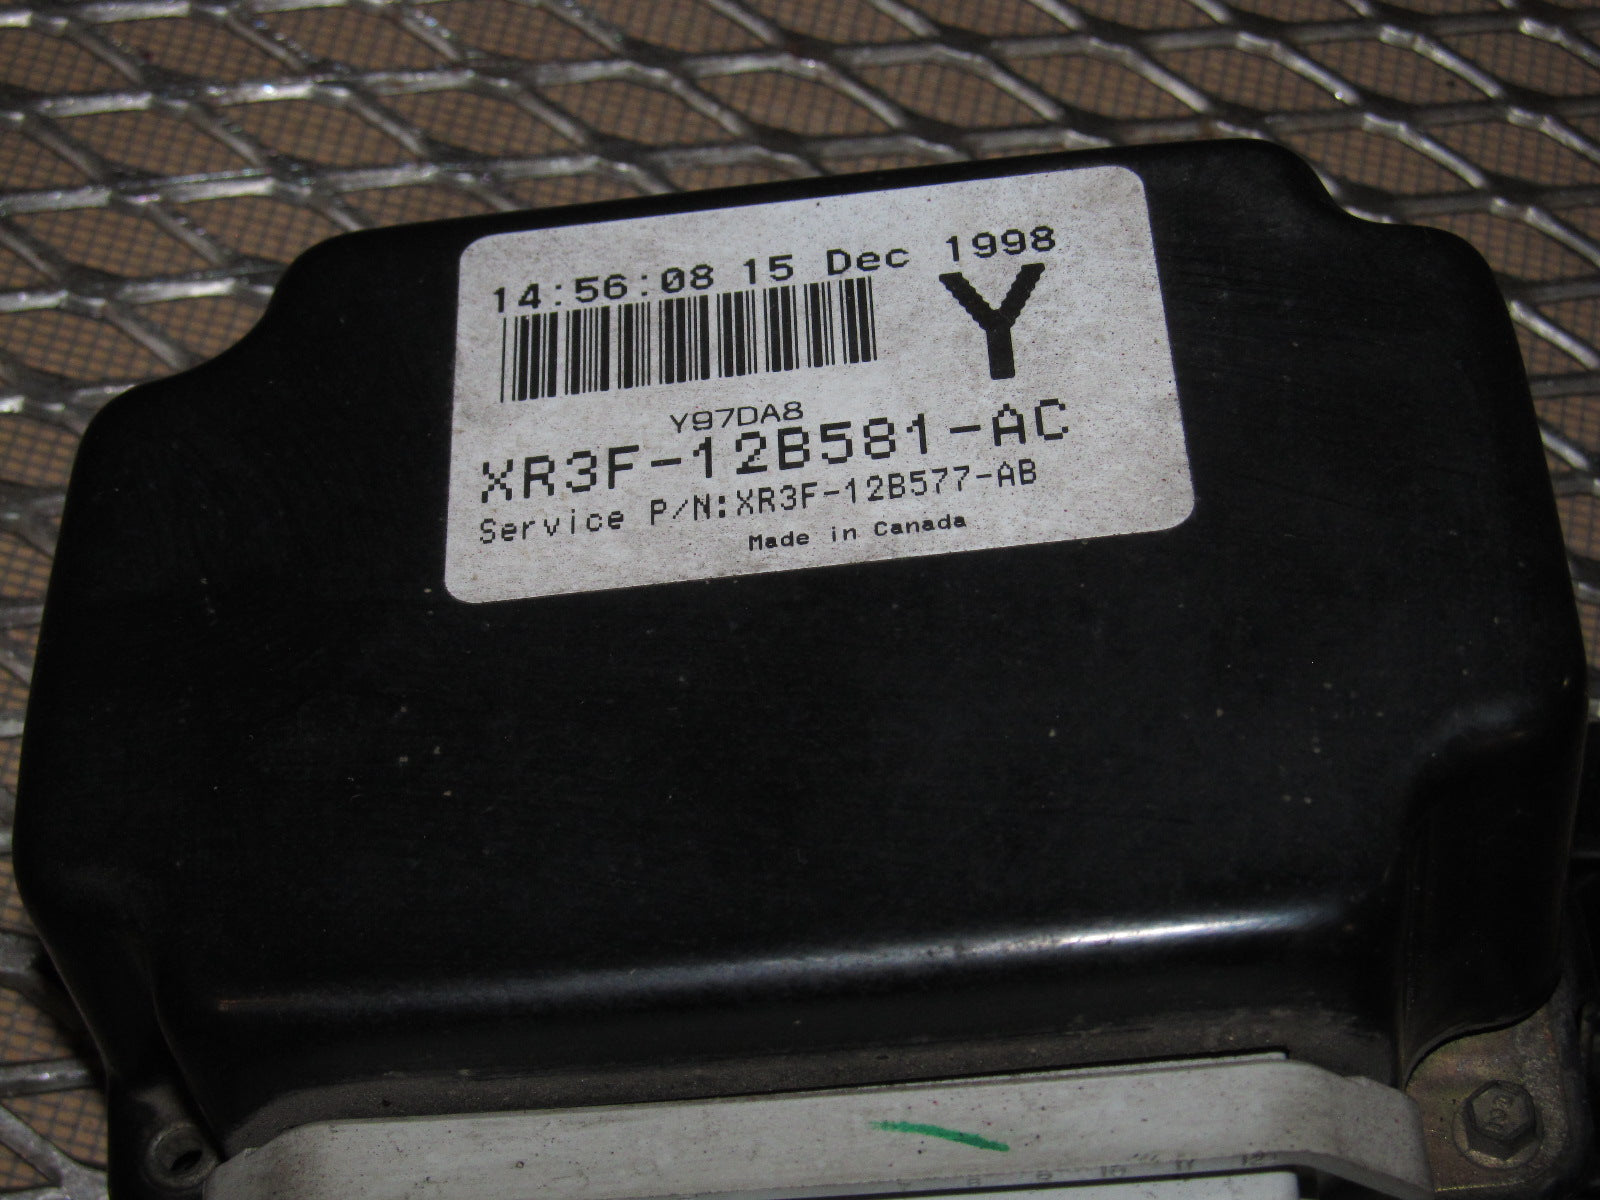 14:56:08 15 Dec 1998
Y
Y97DA8
XR3F-12B581-AC
Service P/N:XR3F-12B577-AB
Made in Canada